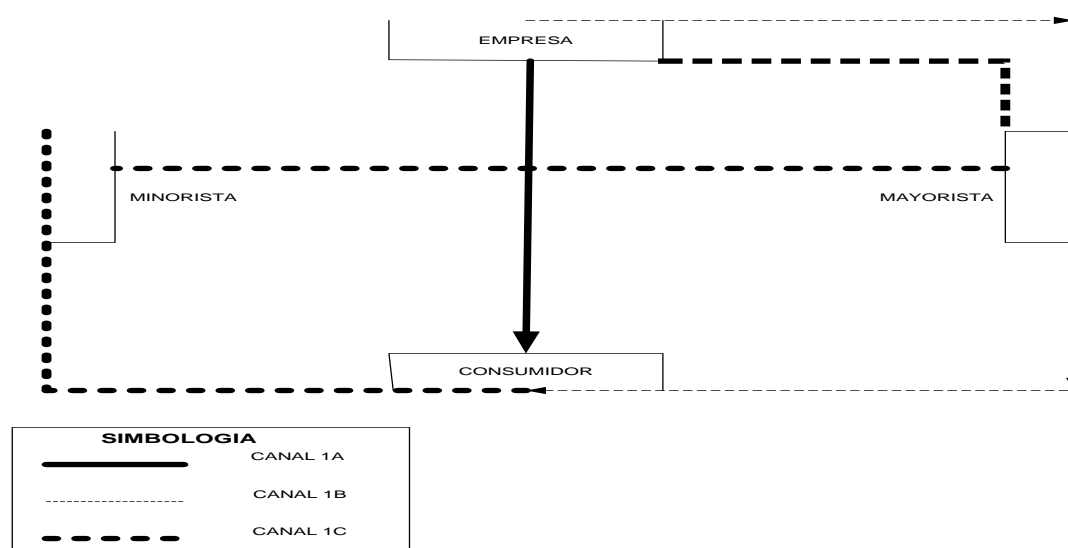 EMPRESA
MINORISTA
MAYORISTA
CONSUMIDOR
SIMBOLOGIA
CANAL 1A
CANAL 1B
CANAL 1C